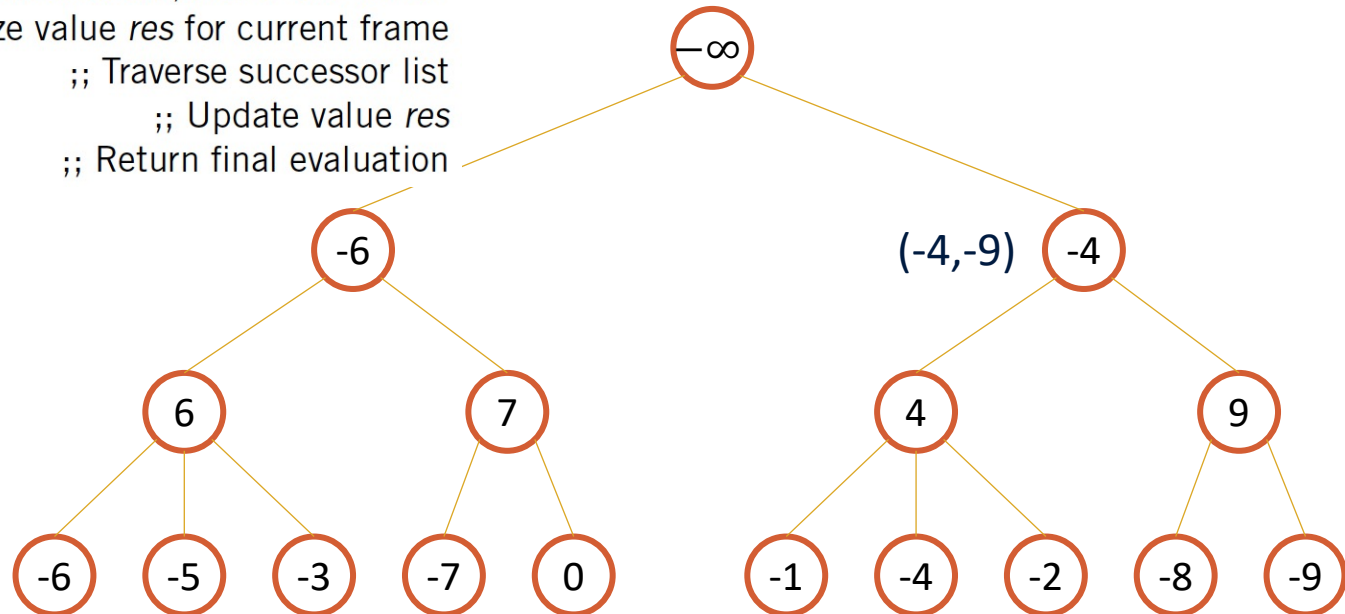 value res for current frame
;; Traverse successor list
;; Update value res
;; Return final evaluation
−∞
-6
(-4,-9) -4
6 7 4 9
-6 -5 -3 -7 0 -1 -4 -2 -8 -9